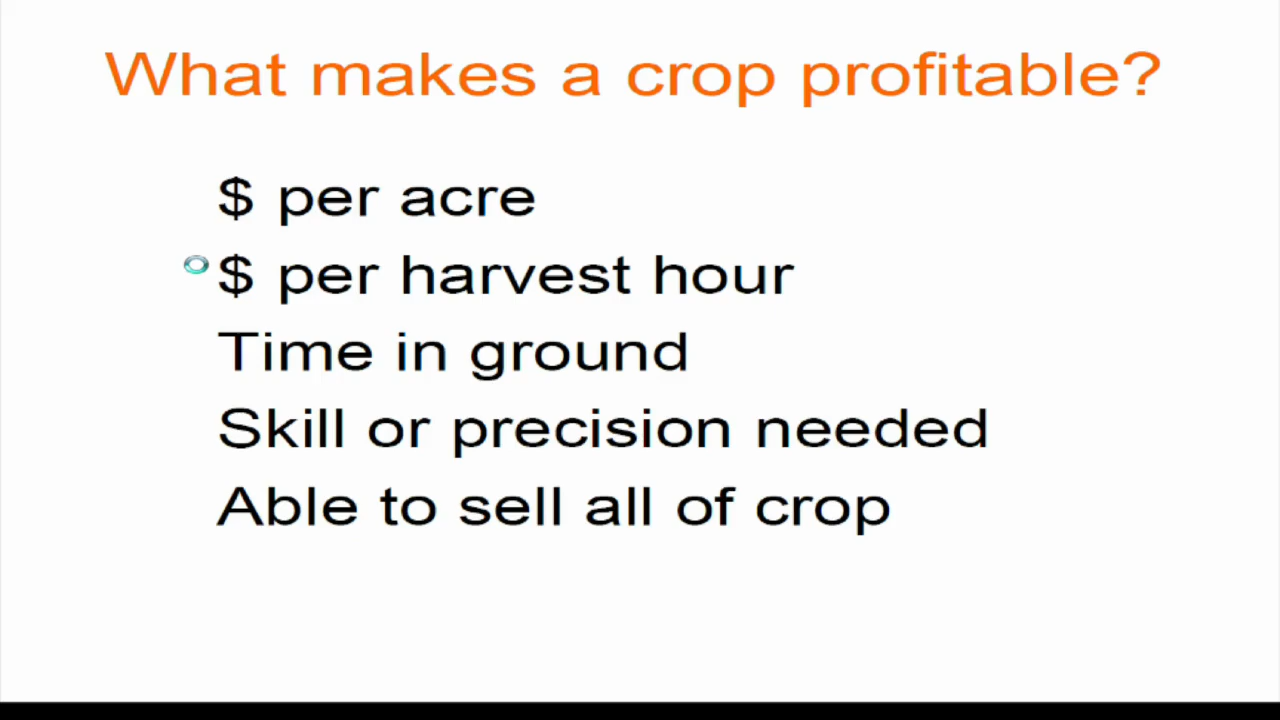 What makes a crop profitable?
$ per acre
$ per harvest hour
Time in ground
Skill or precision needed
Able to sell all of crop